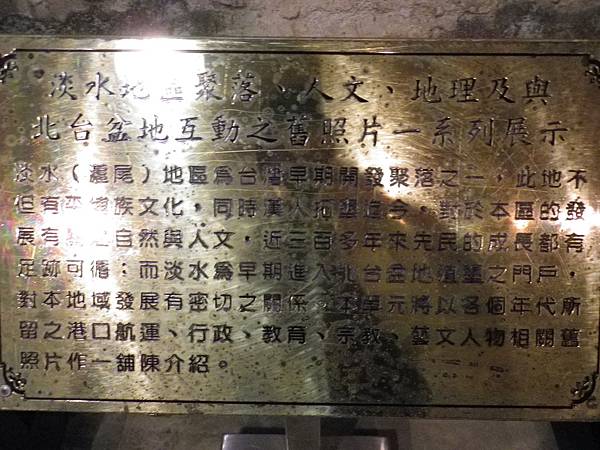 淡水地區聚落、人文、地理及與
北台盆地互動之舊照片一系列展示
淡水（滬尾）地區為台灣早期開發聚落之一，此地不
但有平埔族文化，同時漢人拓墾迄今，對於本區的發
展有關之自然與人文，近三百多年來先民的成長都有
足跡可循；而淡水為早期進入北台盆地殖墾之門戶，
對本地域發展有密切之關係。本單元將以各個年代所
留之港口航運、行政、教育、宗教、藝文人物相關舊
照片作一舖陳介紹。